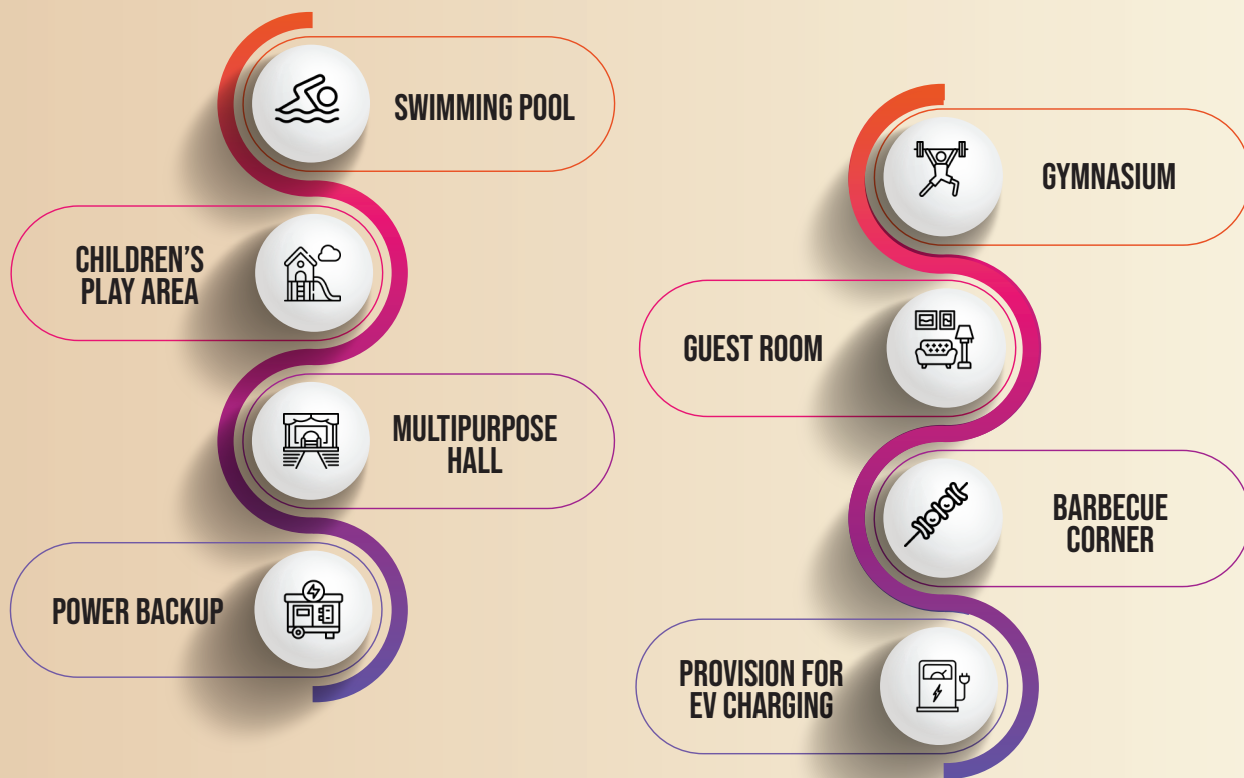 SWIMMING POOL
CHILDREN'S
PLAY AREA
MULTIPURPOSE
HALL
POWER BACKUP
GYMNASIUM
GUEST ROOM
BARBECUE
CORNER
PROVISION FOR
EV CHARGING